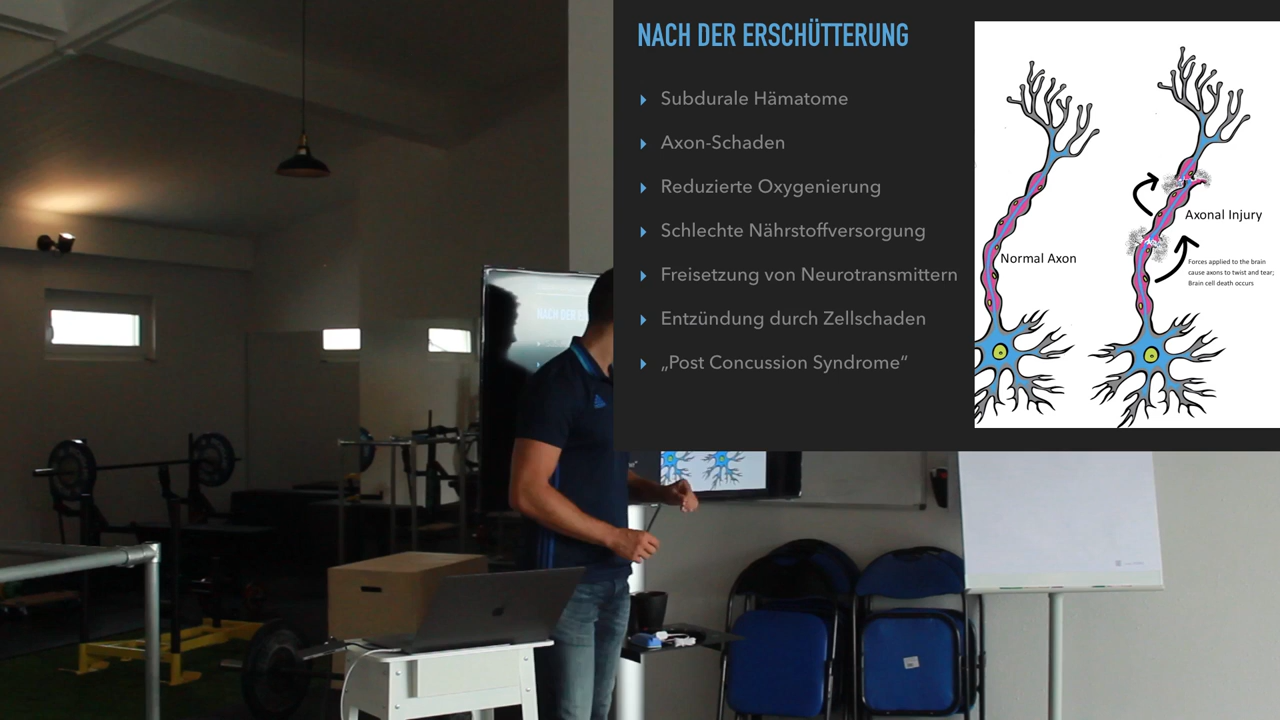 NACH DER ERSCHÜTTERUNG
Subdurale Hämatome
Axon-Schaden
Reduzierte Oxygenierung
Schlechte Nährstoffversorgung
Freisetzung von Neurotransmittern
Entzündung durch Zellschaden
„Post Concussion Syndrome“
Normal Axon
Axonal Injury
Forces applied to the brain
cause axons to twist and tear;
Brain cell death occurs
NACH DER